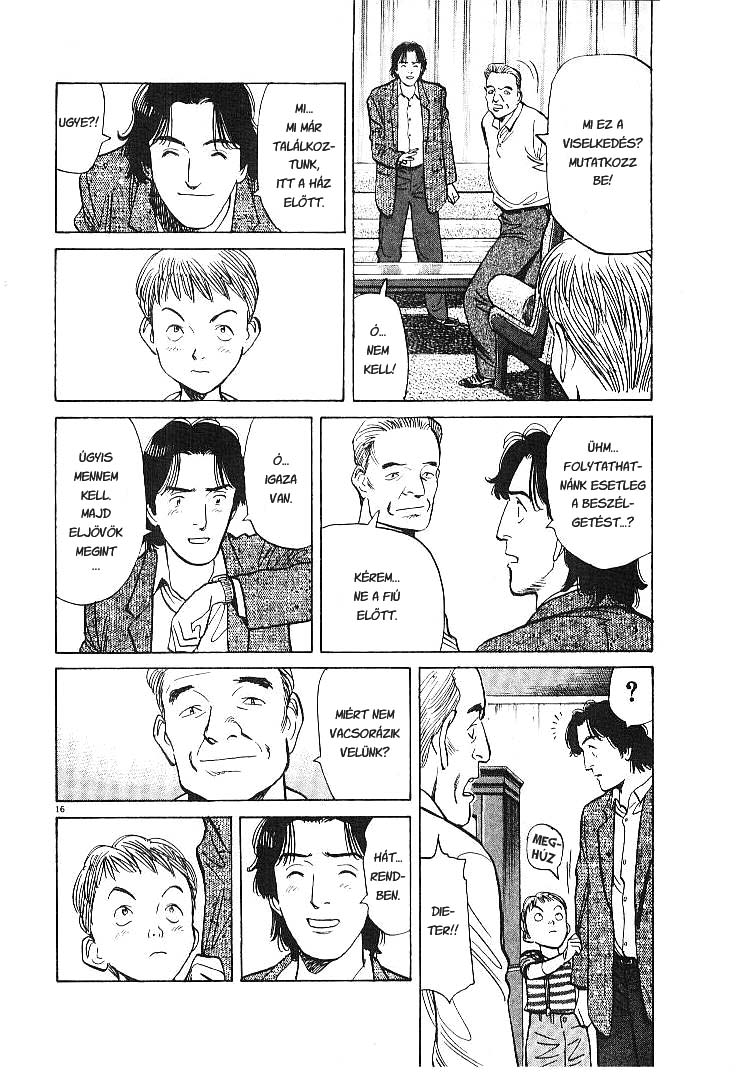 MI EZ A
VISELKEDÉS?
MUTATKOZZ
BE!
Ó...
NEM
KELL!
MI...
MI MÁR
TALÁLKOZ-
TUNK,
ITT A HÁZ
ELŐTT.
UGYE?!
ÜHM...
FOLYTATHAT-
NÁNK ESETLEG
A BESZÉL-
GETÉST...?
KÉREM...
NE A FIÚ
ELŐTT.
Ó...
IGAZA
VAN.
ÚGYIS
MENNEM
KELL.
MAJD
ELJÖVÖK
MEGINT
...
?
MEG-
HÚZ
DIE-
TER!!
MIÉRT NEM
VACSORÁZIK
VELÜNK?
HÁT...
REND-
BEN.
16